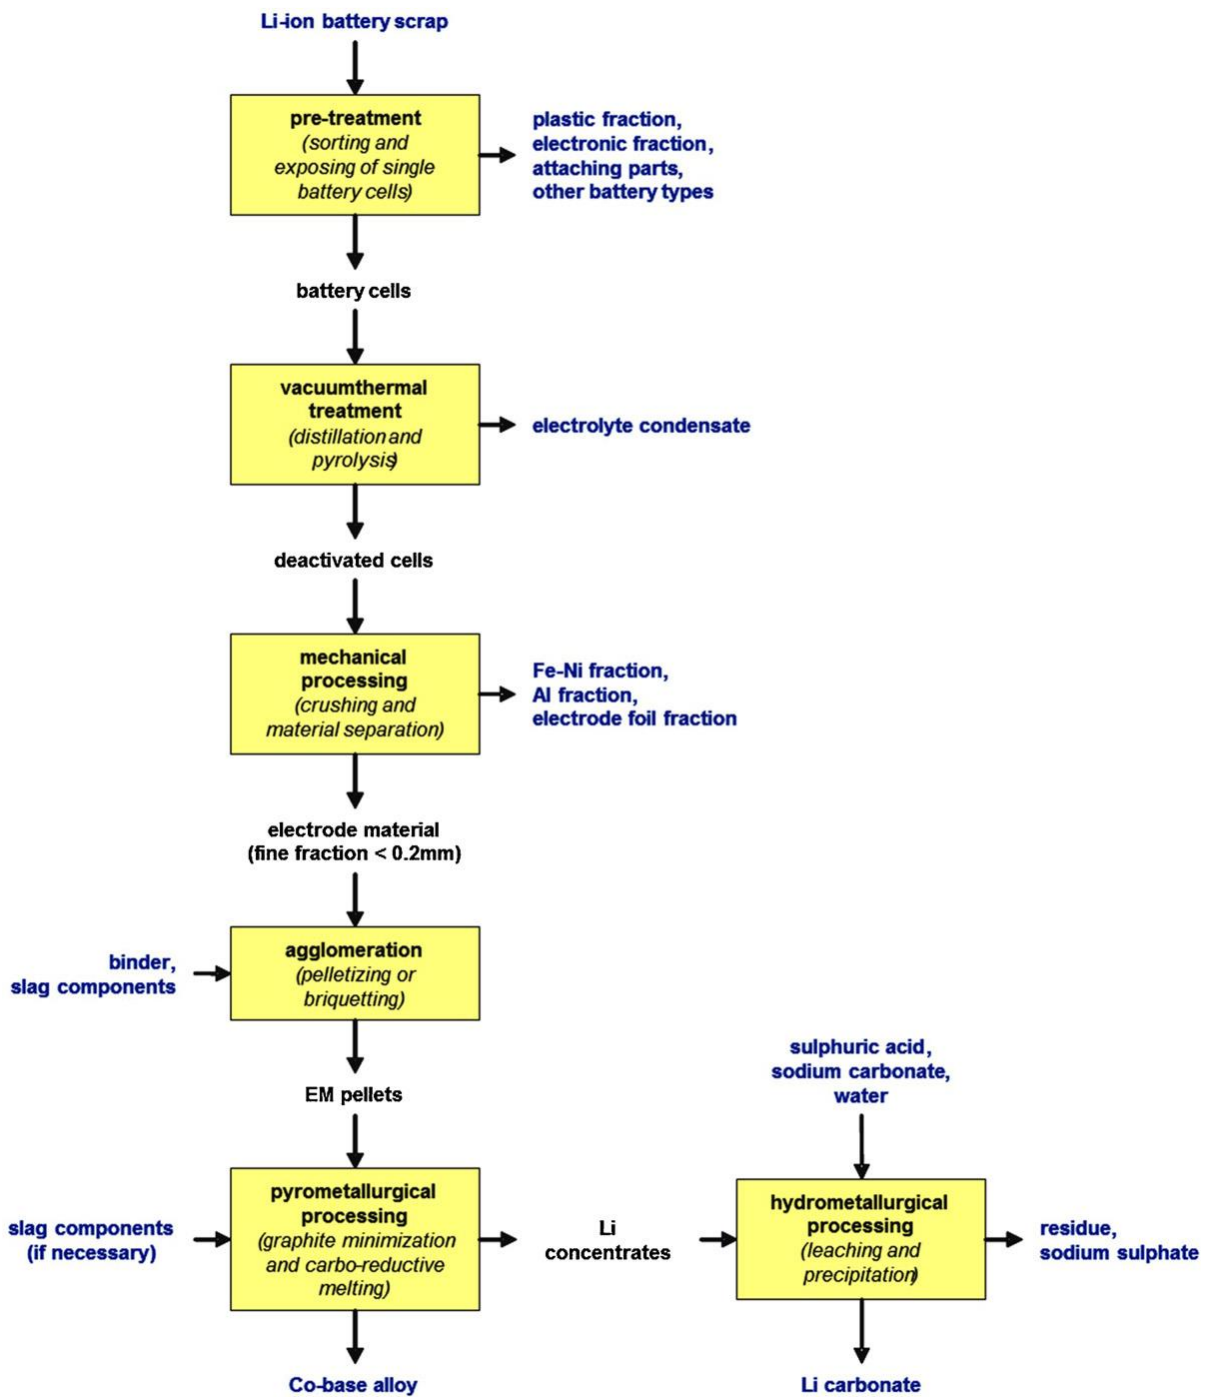 Li-ion battery scrap
pre-treatment
(sorting and
exposing of single
battery cells)
plastic fraction,
electronic fraction,
attaching parts,
other battery types
battery cells
vacuumthermal
treatment
(distillation and
pyrolysis)
electrolyte condensate
deactivated cells
mechanical
processing
(crushing and
material separation)
Fe-Ni fraction,
Al fraction,
electrode foil fraction
electrode material
(fine fraction < 0.2mm)
binder,
slag components
agglomeration
(pelletizing or
briquetting)
EM pellets
slag components
(if necessary)
pyrometallurgical
processing
(graphite minimization
and carbo-reductive
melting)
Co-base alloy
Li
concentrates
sulphuric acid,
sodium carbonate,
water
hydrometallurgical
processing
(leaching and
precipitation)
residue,
sodium sulphate
Li carbonate